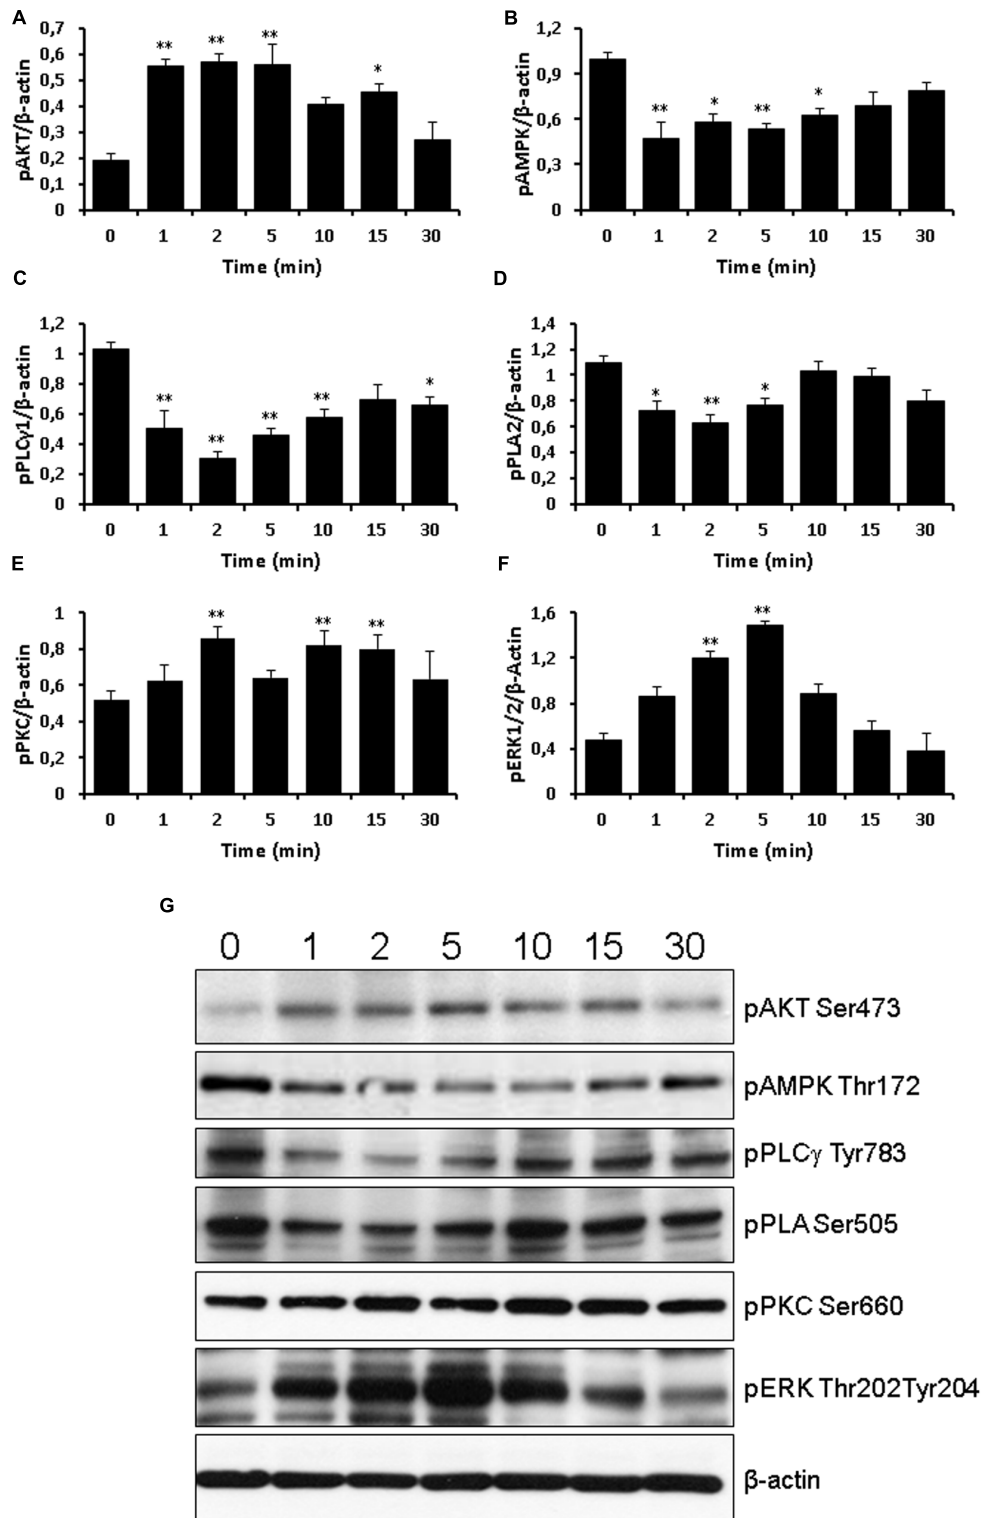 A
pAKT/β-actin
0,7
0,6
0,5
0,4
0,3
0,2
0,1
0
** ** ** *
0 1 2 5 10 15 30
Time (min)
B
pAMPK/β-actin
1,2
0,9
0,6
0,3
0
** * ** *
0 1 2 5 10 15 30
Time (min)
C
pPLCγ1/β-actin
1,2
1
0,8
0,6
0,4
0,2
0
** ** ** ** *
0 1 2 5 10 15 30
Time (min)
D
pPLA2/β-actin
1,4
1,2
1
0,8
0,6
0,4
0,2
0
* ** *
0 1 2 5 10 15 30
Time (min)
E
pPKC/β-actin
1
0,8
0,6
0,4
0,2
0
** ** **
0 1 2 5 10 15 30
Time (min)
F
pERK1/2/β-Actin
1,6
1,2
0,8
0,4
0
** **
0 1 2 5 10 15 30
Time (min)
G
0 1 2 5 10 15 30
pAKT Ser473
pAMPK Thr172
pPLCγ Tyr783
pPLA Ser505
pPKC Ser660
pERK Thr202Tyr204
β-actin